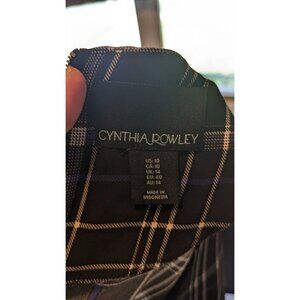 CYNTHIA ROWLEY
US: 10
CA: 10
UK: 14
EU: 40
AU: 14
MADE IN
INDONESIA